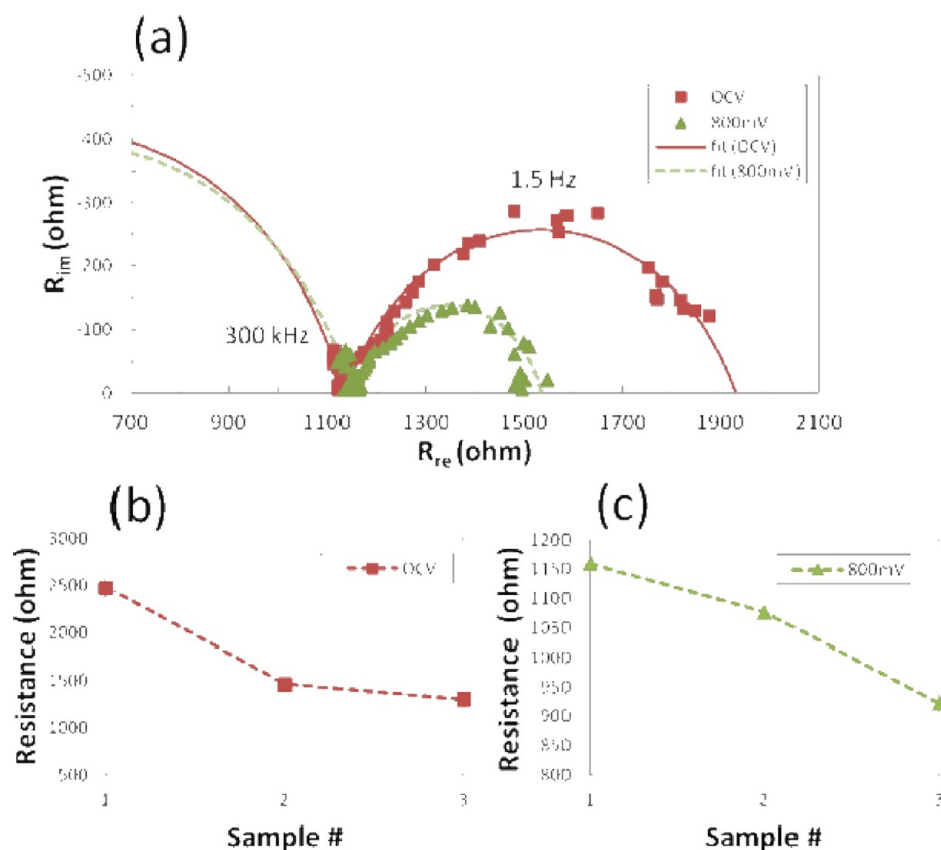 (a)
-500
-400
-300
-200
-100
0
R_im (ohm)
OCV
800mV
fit (OCV)
fit (800mV)
1.5 Hz
300 kHz
700 900 1100 1300 1500 1700 1900 2100
R_re (ohm)
(b)
3000
2500
2000
1500
1000
500
Resistance (ohm)
OCV
1 2 3
Sample #
(c)
1200
1150
1100
1050
1000
950
900
850
800
Resistance (ohm)
800mV
1 2 3
Sample #